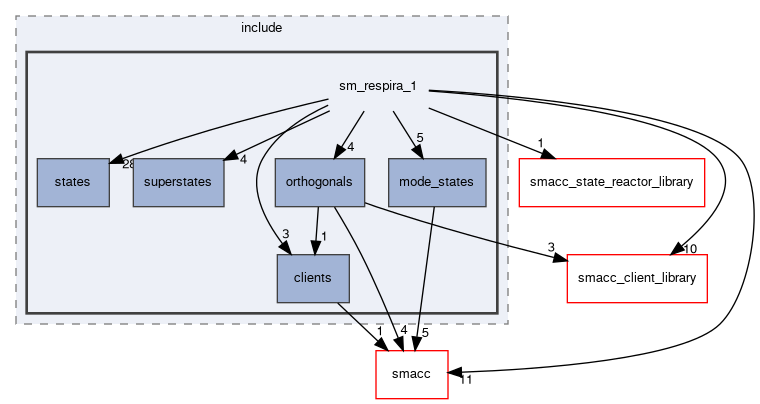 include
sm_respira_1
28
4
4
5
1
states
superstates
orthogonals
mode_states
smacc_state_reactor_library
3
1
3
10
clients
smacc_client_library
1
4
5
smacc
11